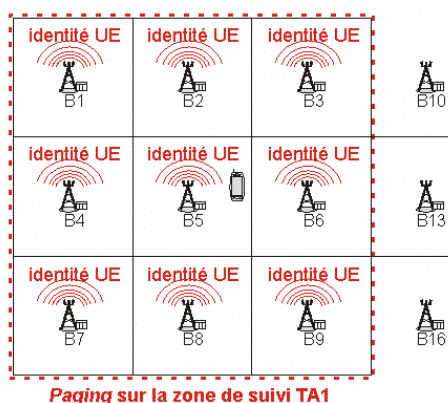 identité UE identité UE identité UE
B1 B2 B3 B10
identité UE identité UE identité UE
B4 B5 B6 B13
identité UE identité UE identité UE
B7 B8 B9 B16
Paging sur la zone de suivi TA1